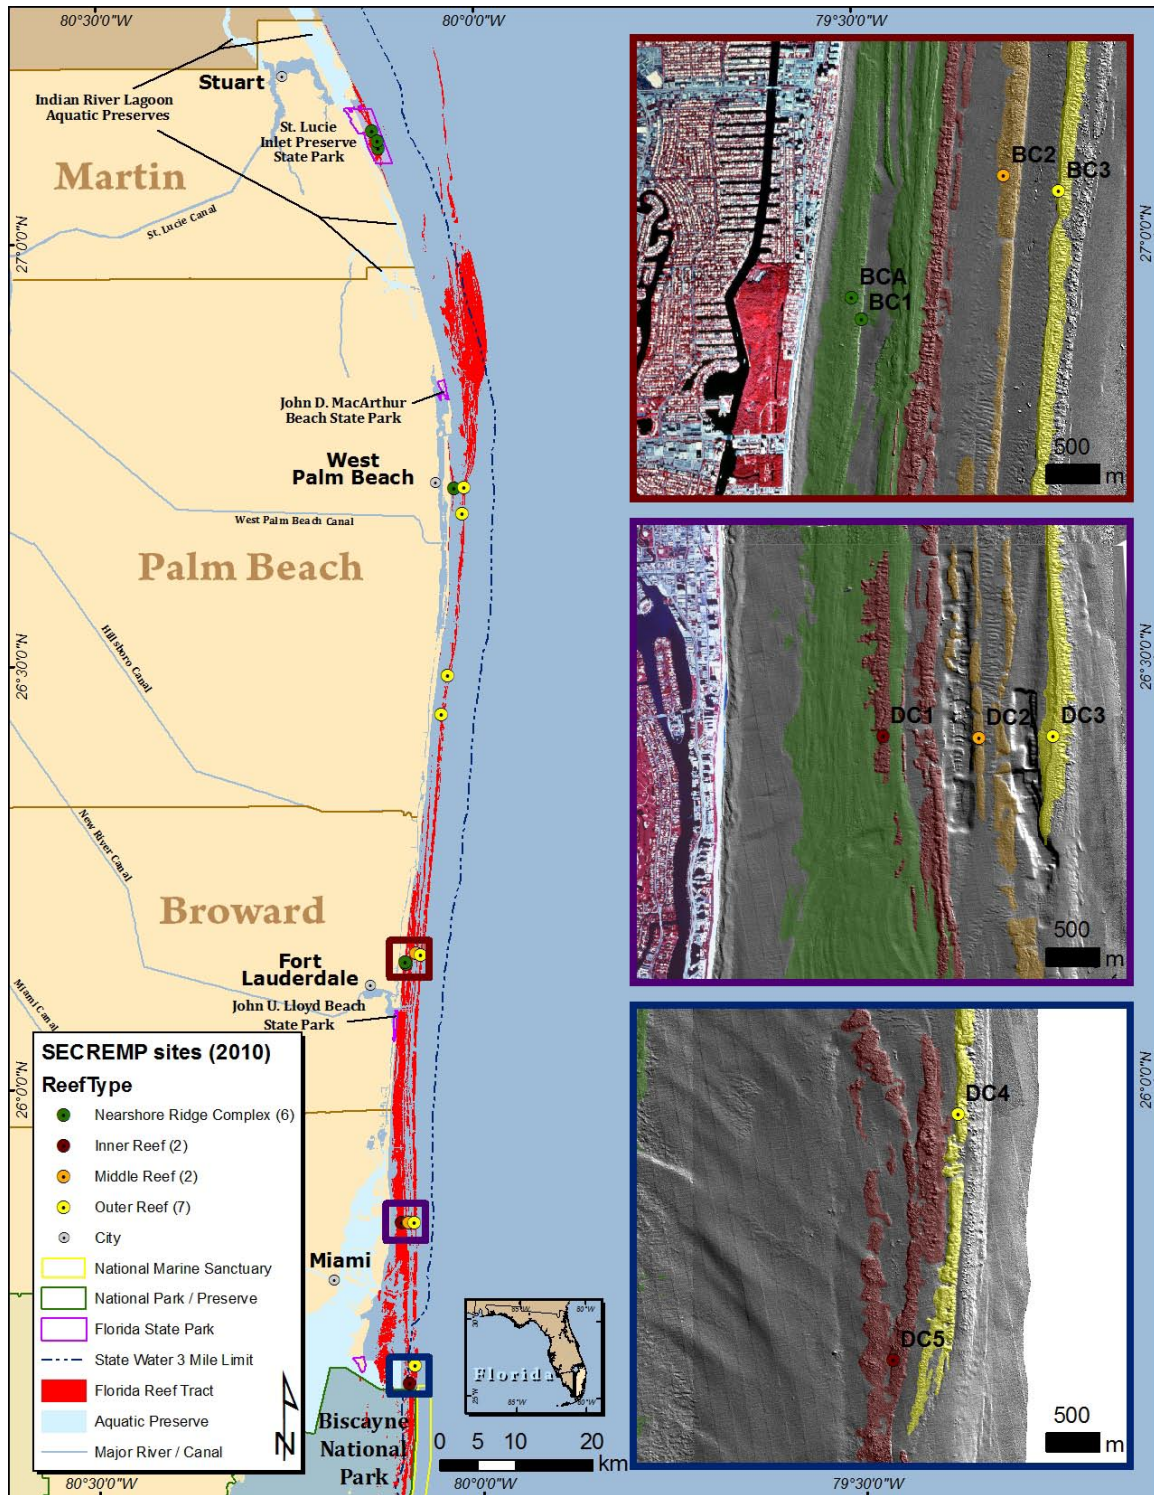 80°30'0"W
80°0'0"W
79°30'0"W
Stuart
Indian River Lagoon
Aquatic Preserves
St. Lucie
Inlet Preserve
State Park
Martin
St. Lucie Canal
27°0'0"N
27°0'0"N
John D. MacArthur
Beach State Park
West
Palm Beach
West Palm Beach Canal
Palm Beach
Hillsboro Canal
26°30'0"N
26°30'0"N
New River Canal
Broward
Fort
Lauderdale
John U. Lloyd Beach
State Park
Miami Canal
26°0'0"N
26°0'0"N
Miami
Biscayne
National
Park
SECREMP sites (2010)
ReefType
Nearshore Ridge Complex (6)
Inner Reef (2)
Middle Reef (2)
Outer Reef (7)
City
National Marine Sanctuary
National Park / Preserve
Florida State Park
State Water 3 Mile Limit
Florida Reef Tract
Aquatic Preserve
Major River / Canal
N
85°W
80°W
30°N
Florida
25°N
85°W
80°W
0 5 10 20
km
BC2
BC3
BCA
BC1
500
m
DC1
DC2
DC3
500
m
DC4
DC5
500
m
80°30'0"W
80°0'0"W
79°30'0"W